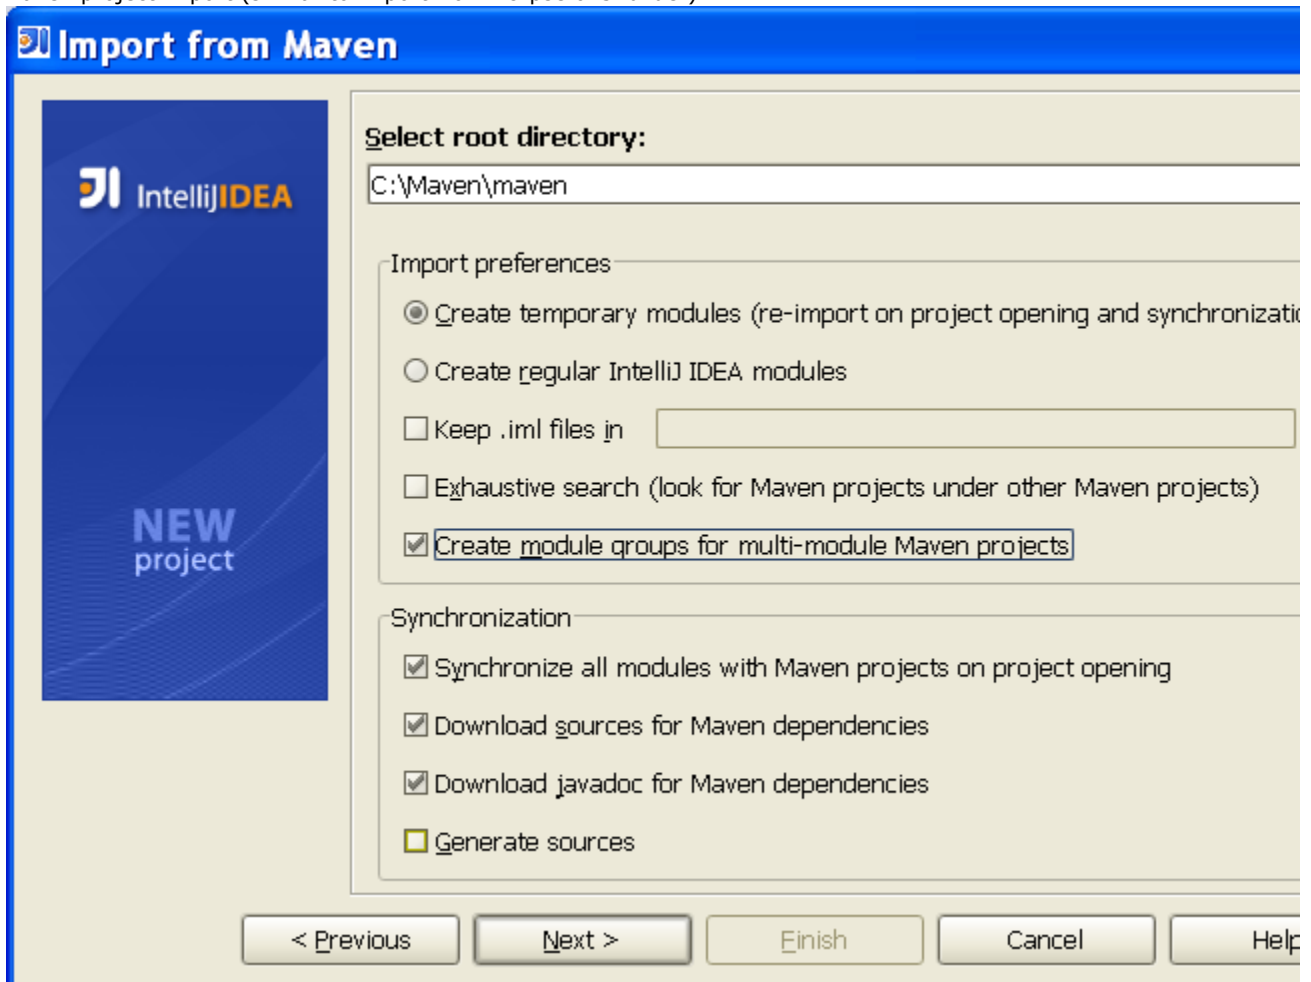 Import from Maven
IntelliJIDEA
NEW
project
Select root directory:
C:\Maven\maven
Import preferences
Create temporary modules (re-import on project opening and
Create regular IntelliJ IDEA modules
Keep .iml files in
Exhaustive search (look for Maven projects under other Maven projects)
Create module groups for multi-module Maven projects
Synchronization
Synchronize all modules with Maven projects on project opening
Download sources for Maven dependencies
Download javadoc for Maven dependencies
Generate sources
< Previous
Next >
Finish
Cancel
Help